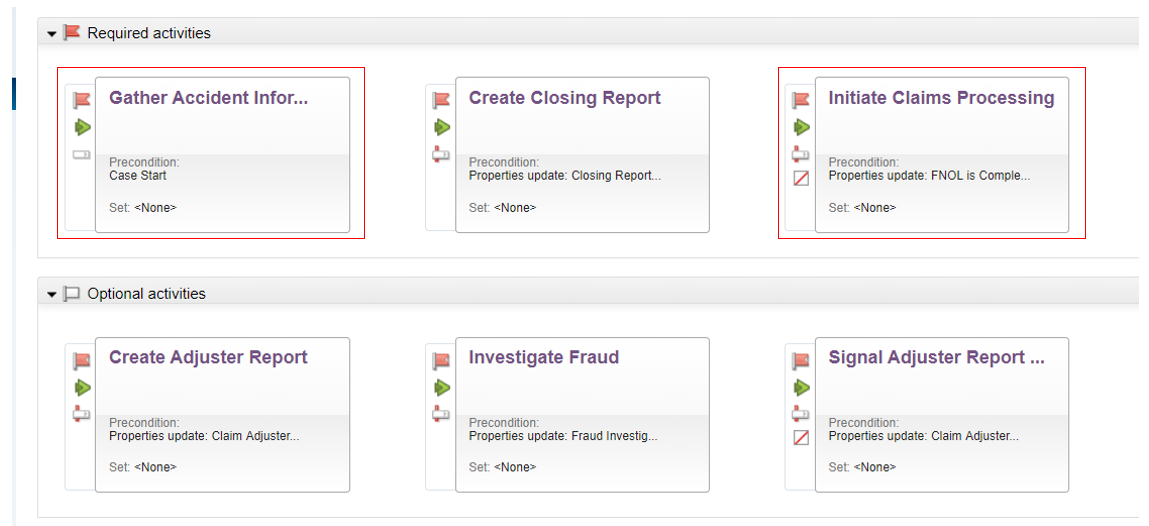 Required activities
Gather Accident Infor...
Precondition:
Case Start
Set: <None>
Create Closing Report
Precondition:
Properties update: Closing Report...
Set: <None>
Initiate Claims Processing
Precondition:
Properties update: FNOL is Comple...
Set: <None>
Optional activities
Create Adjuster Report
Precondition:
Properties update: Claim Adjuster...
Set: <None>
Investigate Fraud
Precondition:
Properties update: Fraud Investig...
Set: <None>
Signal Adjuster Report ...
Precondition:
Properties update: Claim Adjuster...
Set: <None>